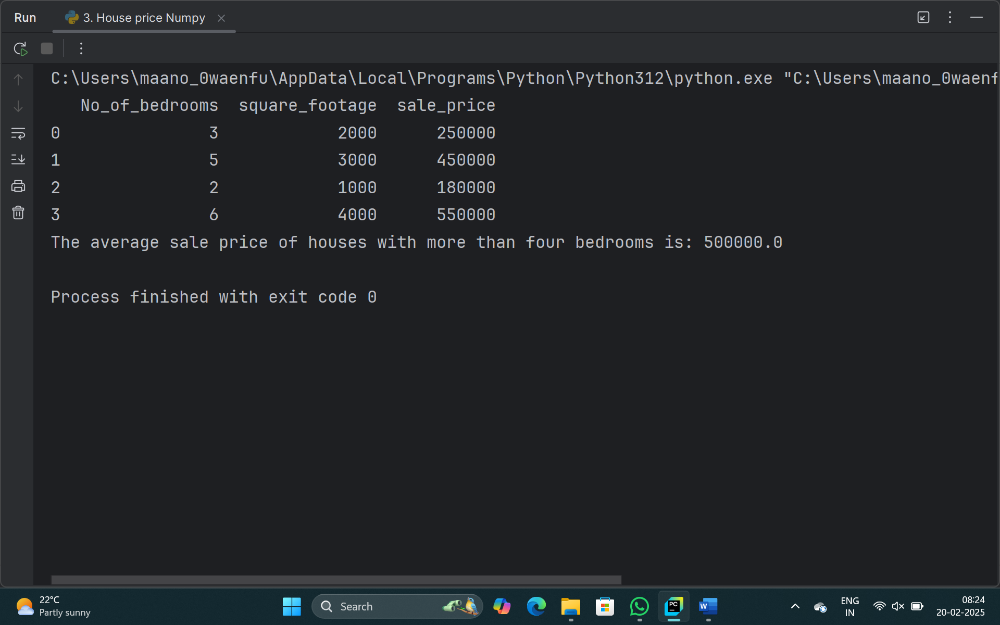 Run
3. House price Numpy
C:\Users\maano_0waenfu\AppData\Local\Programs\Python\Python312\python.exe "C:\Users\maano_0waenf
No_of_bedrooms square_footage sale_price
0 3 2000 250000
1 5 3000 450000
2 2 1000 180000
3 6 4000 550000
The average sale price of houses with more than four bedrooms is: 500000.0
Process finished with exit code 0
22°C
Partly sunny
Search
PC
W
ENG
IN
08:24
20-02-2025